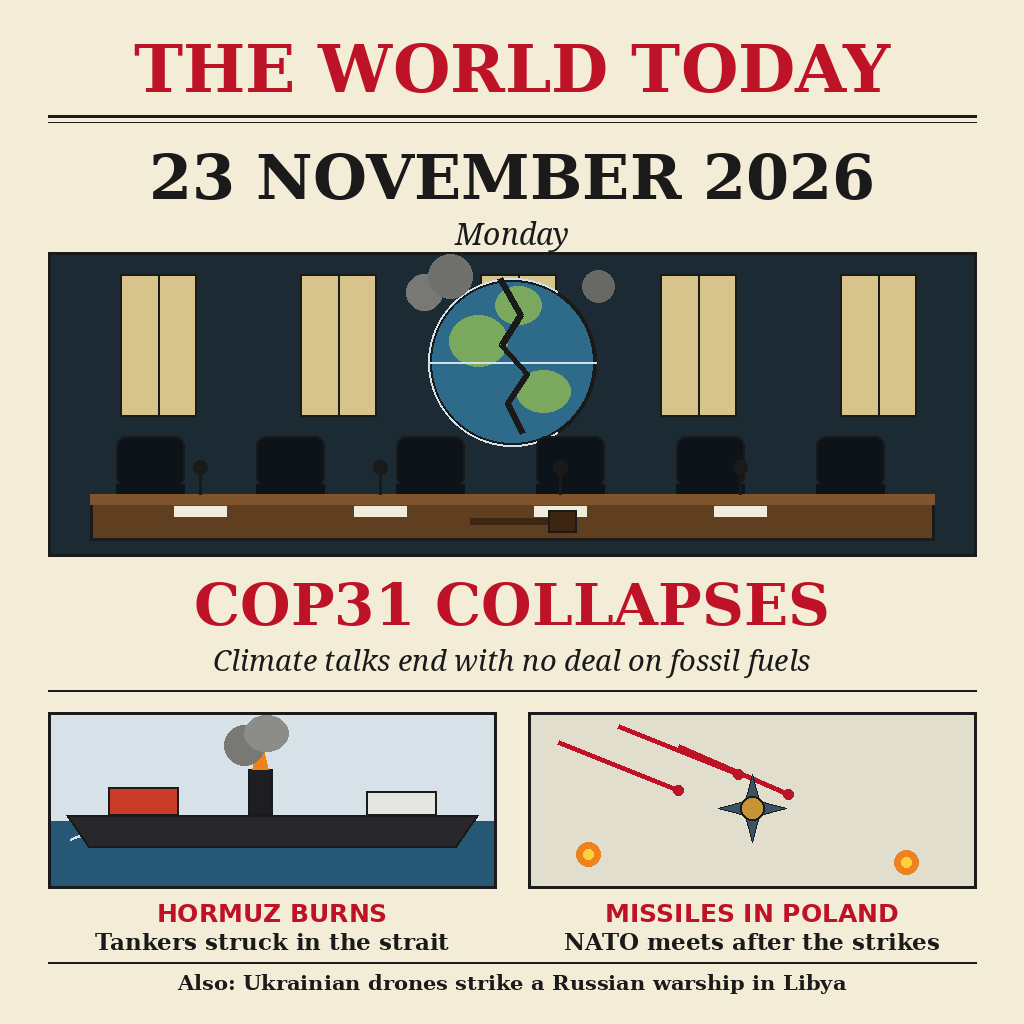 THE WORLD TODAY
23 NOVEMBER 2026
Monday
COP31 COLLAPSES
Climate talks end with no deal on fossil fuels
HORMUZ BURNS
Tankers struck in the strait
MISSILES IN POLAND
NATO meets after the strikes
Also: Ukrainian drones strike a Russian warship in Libya